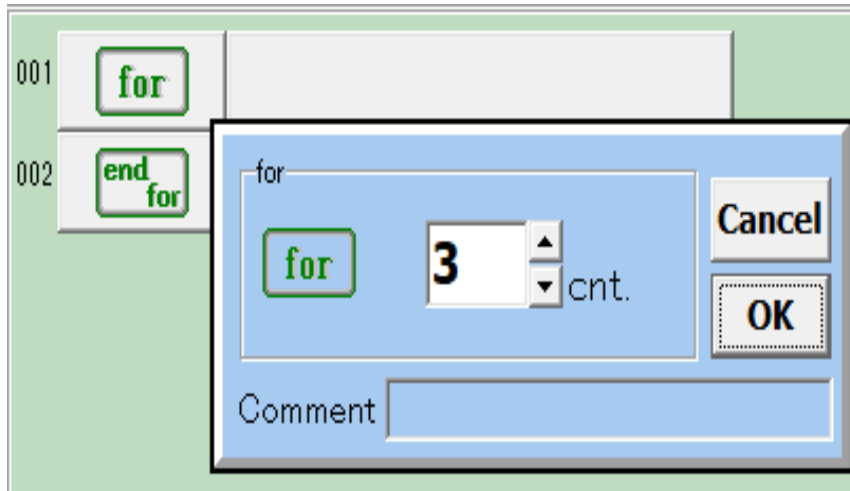 001 for
002 end for
for
for 3 cnt.
Cancel
OK
Comment